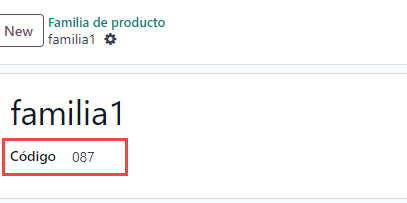 New
Familia de producto
familia1
familia1
Código 087